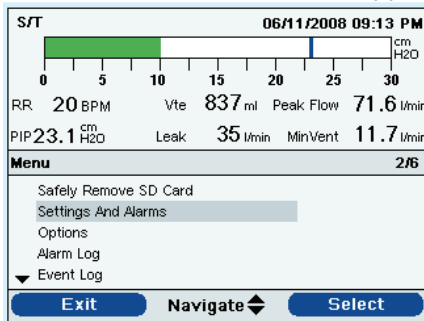 S/T 06/11/2008 09:13 PM
cm
H2O
0 5 10 15 20 25 30
RR 20 BPM Vte 837 ml Peak Flow 71.6 l/min
PIP 23.1 cm H2O Leak 35 l/min MinVent 11.7 l/min
Menu 2/6
Safely Remove SD Card
Settings And Alarms
Options
Alarm Log
Event Log
Exit Navigate Select